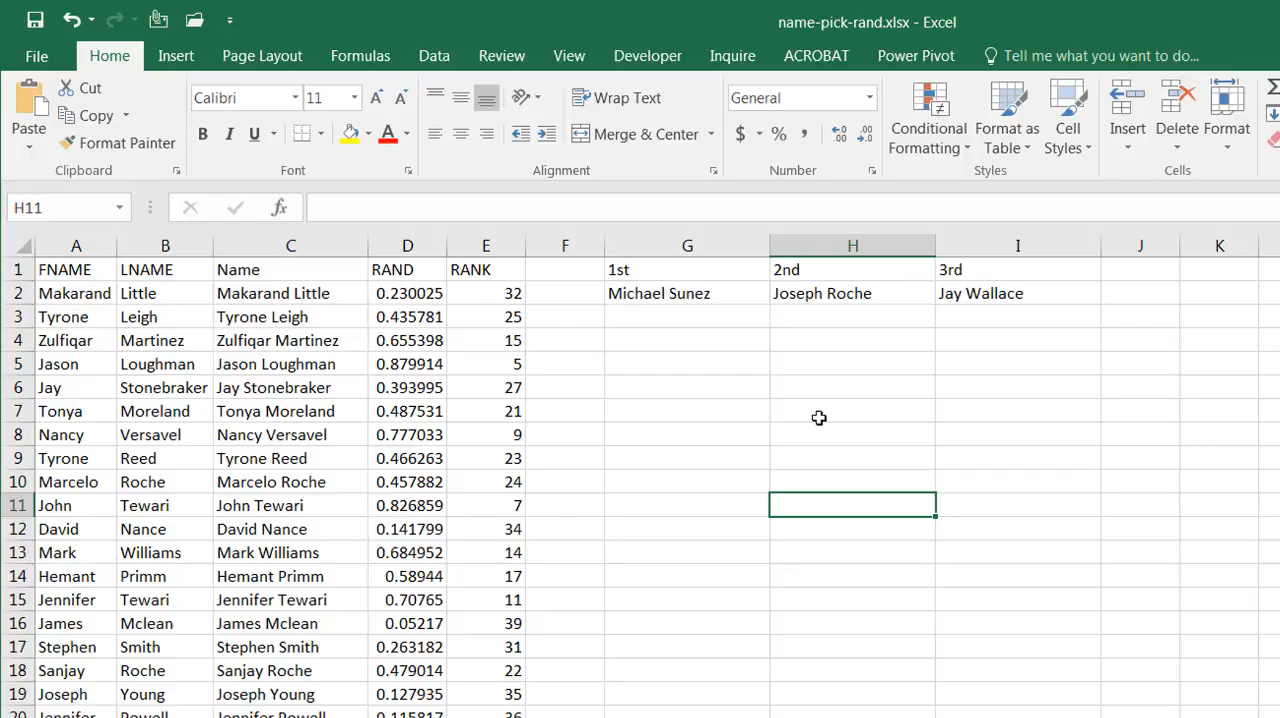 name-pick-rand.xlsx - Excel
File Home Insert Page Layout Formulas Data Review View Developer Inquire ACROBAT Power Pivot Tell me what you want to do...
Paste
Cut
Copy
Format Painter
Clipboard
Calibri 11
B I U
Font
Wrap Text
Merge & Center
Alignment
General
$ % ,
Number
Conditional Formatting
Format as Table
Cell Styles
Styles
Insert Delete Format
Cells
H11 fx
A B C D E F G H I J K
1 FNAME LNAME Name RAND RANK 1st 2nd 3rd
2 Makarand Little Makarand Little 0.230025 32 Michael Sunez Joseph Roche Jay Wallace
3 Tyrone Leigh Tyrone Leigh 0.435781 25
4 Zulfiqar Martinez Zulfiqar Martinez 0.655398 15
5 Jason Loughman Jason Loughman 0.879914 5
6 Jay Stonebraker Jay Stonebraker 0.393995 27
7 Tonya Moreland Tonya Moreland 0.487531 21
8 Nancy Versavel Nancy Versavel 0.777033 9
9 Tyrone Reed Tyrone Reed 0.466263 23
10 Marcelo Roche Marcelo Roche 0.457882 24
11 John Tewari John Tewari 0.826859 7
12 David Nance David Nance 0.141799 34
13 Mark Williams Mark Williams 0.684952 14
14 Hemant Primm Hemant Primm 0.58944 17
15 Jennifer Tewari Jennifer Tewari 0.70765 11
16 James Mclean James Mclean 0.05217 39
17 Stephen Smith Stephen Smith 0.263182 31
18 Sanjay Roche Sanjay Roche 0.479014 22
19 Joseph Young Joseph Young 0.127935 35
20 Jennifer Powell Jennifer Powell 0.115817 36